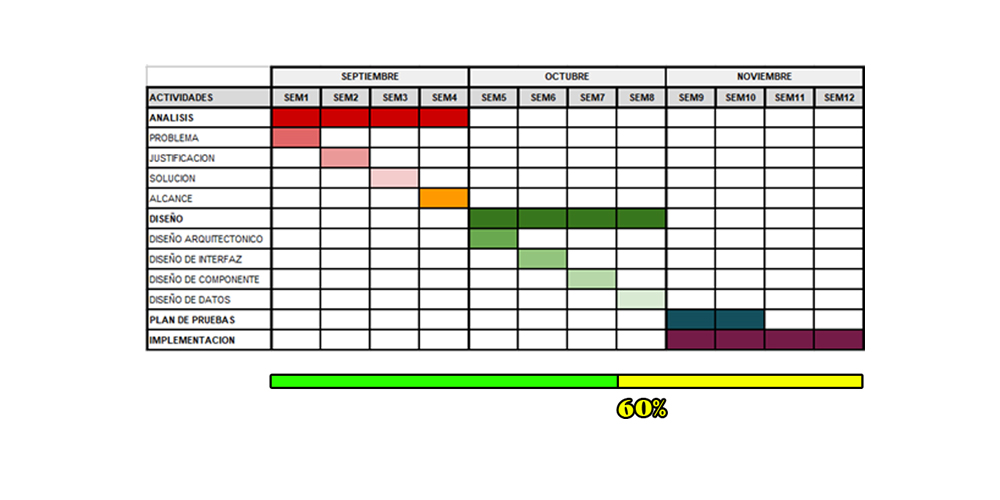 SEPTIEMBRE OCTUBRE NOVIEMBRE
ACTIVIDADES SEM1 SEM2 SEM3 SEM4 SEM5 SEM6 SEM7 SEM8 SEM9 SEM10 SEM11 SEM12
ANALISIS
PROBLEMA
JUSTIFICACION
SOLUCION
ALCANCE
DISEÑO
DISEÑO ARQUITECTONICO
DISEÑO DE INTERFAZ
DISEÑO DE COMPONENTE
DISEÑO DE DATOS
PLAN DE PRUEBAS
IMPLEMENTACION
60%